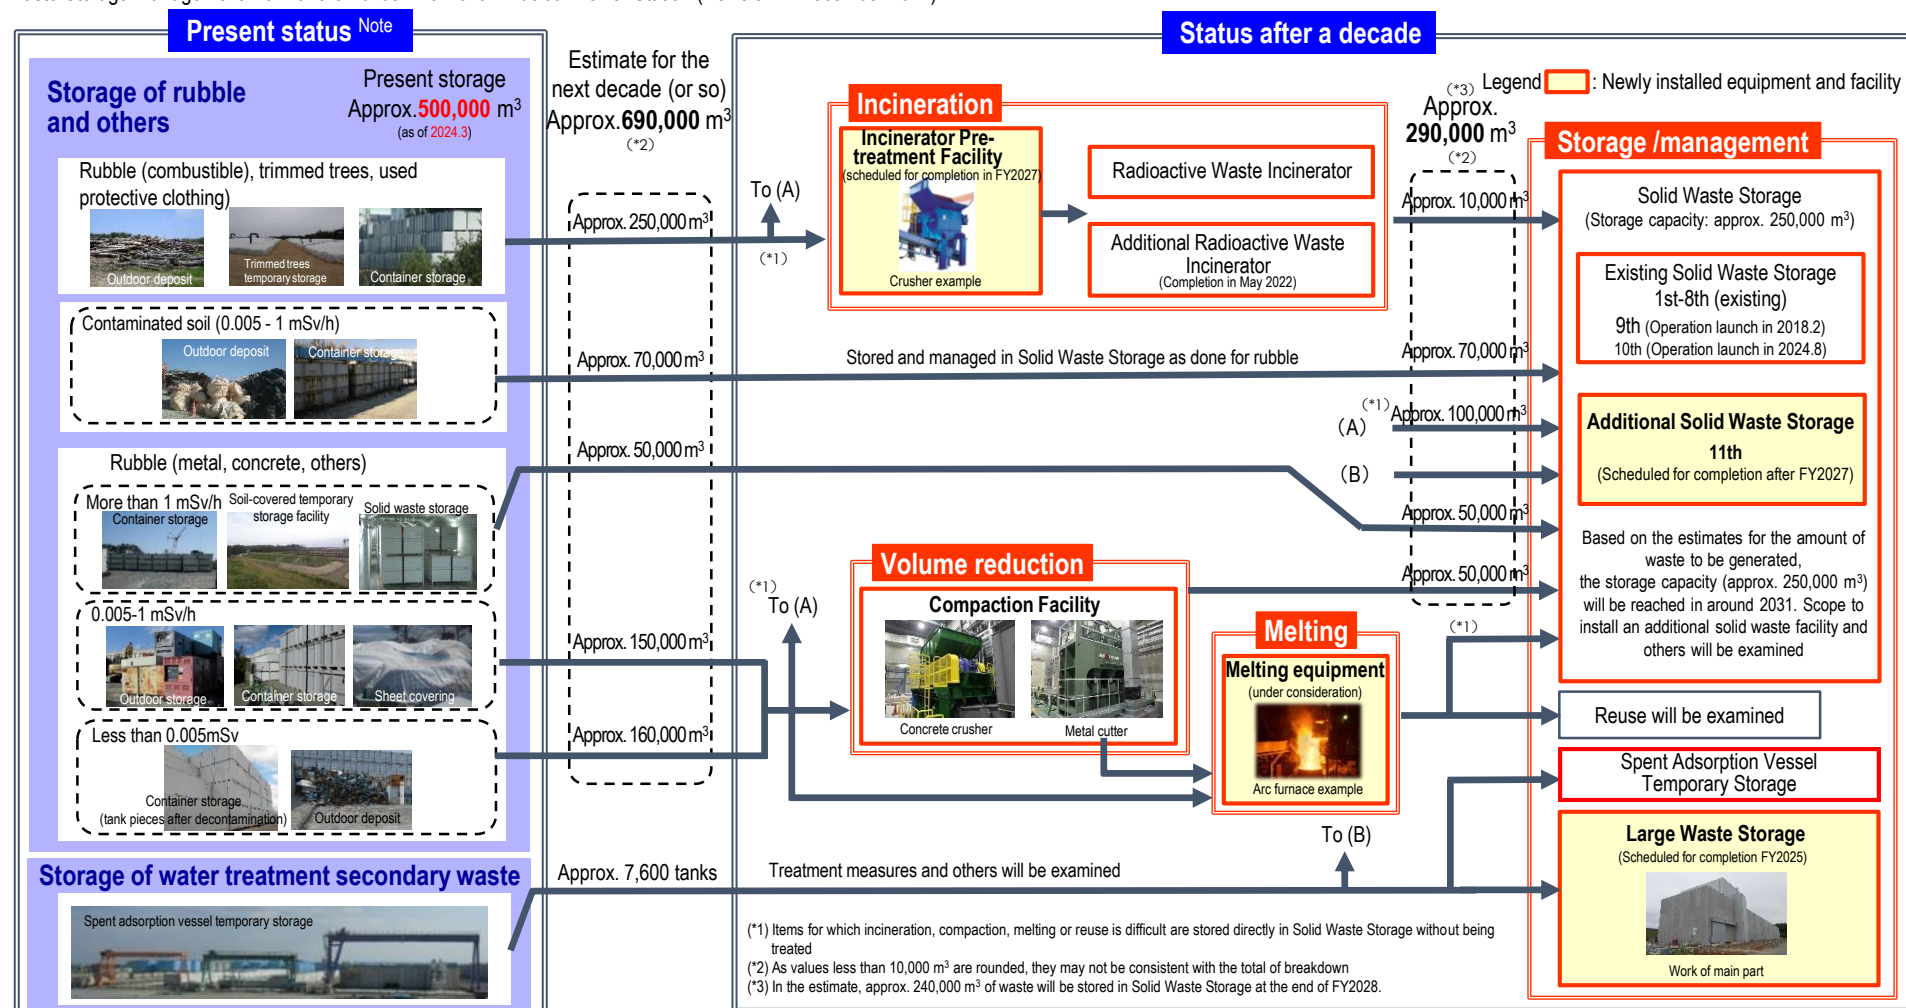 Present status Note
Storage of rubble
and others
Present storage
Approx.500,000 m³
(as of 2024.3)
Rubble (combustible), trimmed trees, used
protective clothing)
Outdoor deposit
Trimmed trees
temporary storage
Container storage
Contaminated soil (0.005 - 1 mSv/h)
Outdoor deposit
Container storage
Rubble (metal, concrete, others)
More than 1 mSv/h
Container storage
Soil-covered temporary
storage facility
Solid waste storage
0.005-1 mSv/h
Outdoor storage
Container storage
Sheet covering
Less than 0.005mSv
Container storage
(tank pieces after decontamination)
Outdoor deposit
Storage of water treatment secondary waste
Spent adsorption vessel temporary storage
Estimate for the
next decade (or so)
Approx.690,000 m³
(*2)
Approx. 250,000 m³
Approx. 70,000 m³
Approx. 50,000 m³
Approx. 150,000 m³
Approx. 160,000 m³
Approx. 7,600 tanks
Status after a decade
Legend : Newly installed equipment and facility
To (A)
(*1)
Incineration
Incinerator Pre-
treatment Facility
(scheduled for completion in FY2027)
Crusher example
Radioactive Waste Incinerator
Additional Radioactive Waste
Incinerator
(Completion in May 2022)
Stored and managed in Solid Waste Storage as done for rubble
(*3)
Approx.
290,000 m³
(*2)
Approx. 10,000 m³
Approx. 70,000 m³
(*1)
(A)
Approx. 100,000 m³
(B)
Approx. 50,000 m³
Approx. 50,000 m³
(*1)
(*1)
To (A)
Volume reduction
Compaction Facility
Concrete crusher
Metal cutter
Melting
Melting equipment
(under consideration)
Arc furnace example
To (B)
Treatment measures and others will be examined
Storage /management
Solid Waste Storage
(Storage capacity: approx. 250,000 m³)
Existing Solid Waste Storage
1st-8th (existing)
9th (Operation launch in 2018.2)
10th (Operation launch in 2024.8)
Additional Solid Waste Storage
11th
(Scheduled for completion after FY2027)
Based on the estimates for the amount of
waste to be generated,
the storage capacity (approx. 250,000 m³)
will be reached in around 2031. Scope to
install an additional solid waste facility and
others will be examined
Reuse will be examined
Spent Adsorption Vessel
Temporary Storage
Large Waste Storage
(Scheduled for completion FY2025)
Work of main part
(*1) Items for which incineration, compaction, melting or reuse is difficult are stored directly in Solid Waste Storage without being
treated
(*2) As values less than 10,000 m³ are rounded, they may not be consistent with the total of breakdown
(*3) In the estimate, approx. 240,000 m³ of waste will be stored in Solid Waste Storage at the end of FY2028.